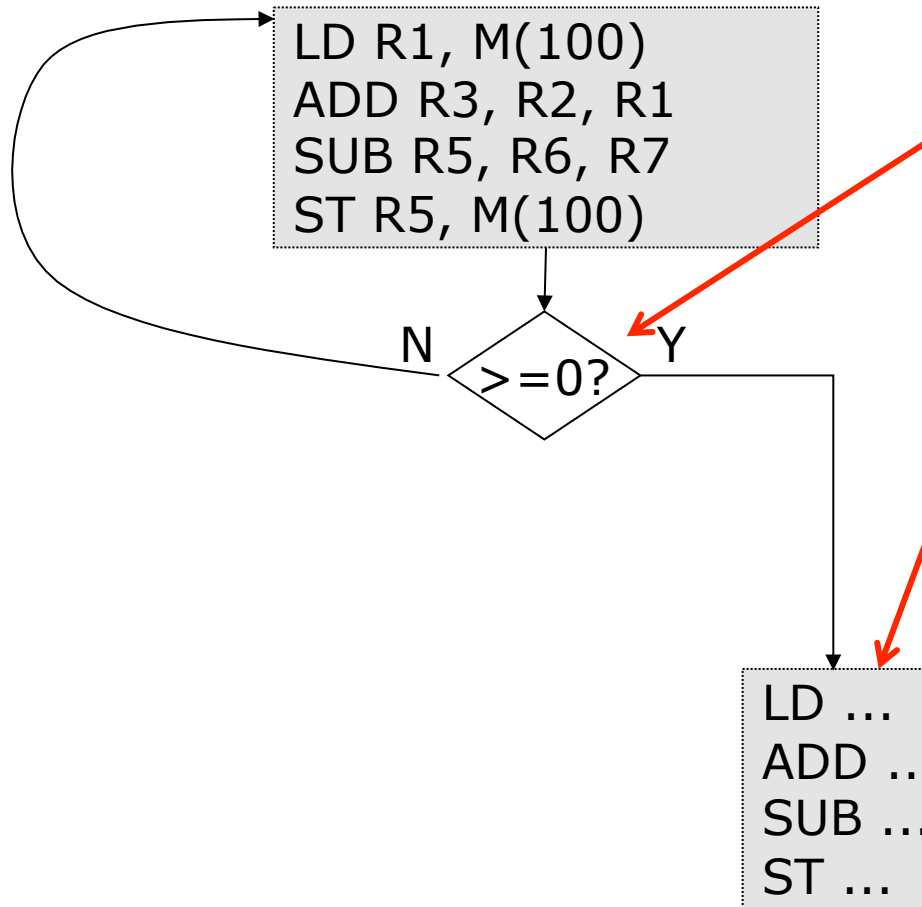 LD R1, M(100)
ADD R3, R2, R1
SUB R5, R6, R7
ST R5, M(100)
N
Y
>=0?
LD ...
ADD ...
SUB ...
ST ...